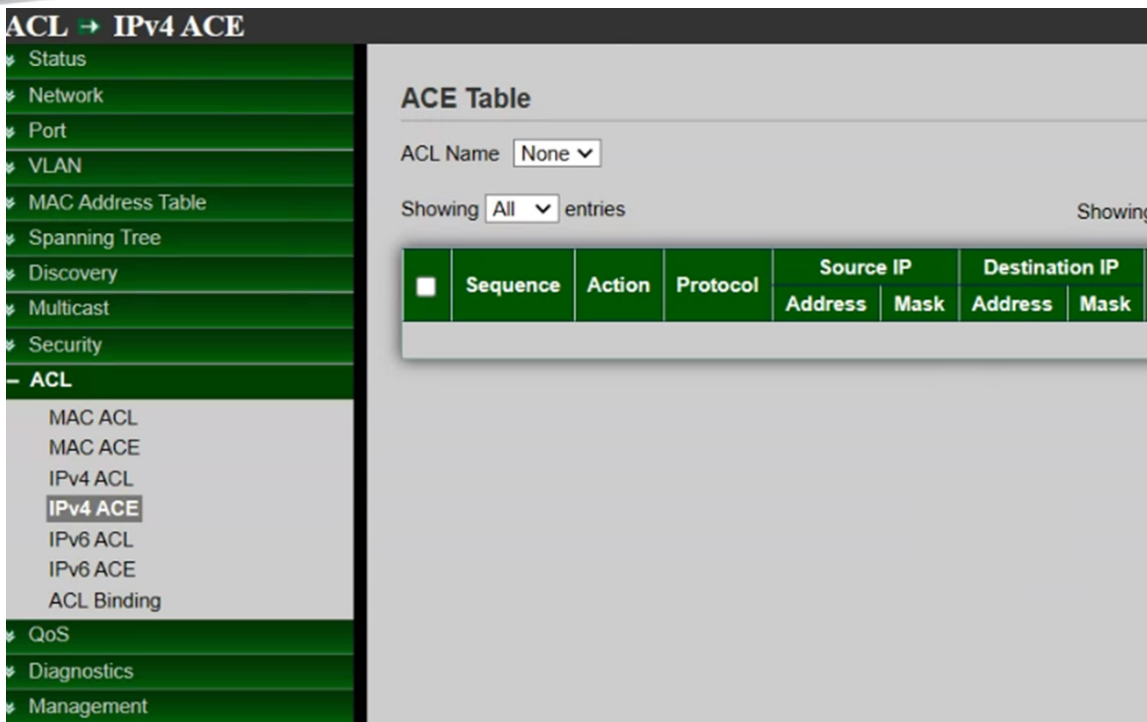 ACL → IPv4 ACE
Status
Network
Port
VLAN
MAC Address Table
Spanning Tree
Discovery
Multicast
Security
ACL
MAC ACL
MAC ACE
IPv4 ACL
IPv4 ACE
IPv6 ACL
IPv6 ACE
ACL Binding
QoS
Diagnostics
Management
ACE Table
ACL Name None
Showing All entries Showing
Sequence Action Protocol Source IP Destination IP
Address Mask Address Mask